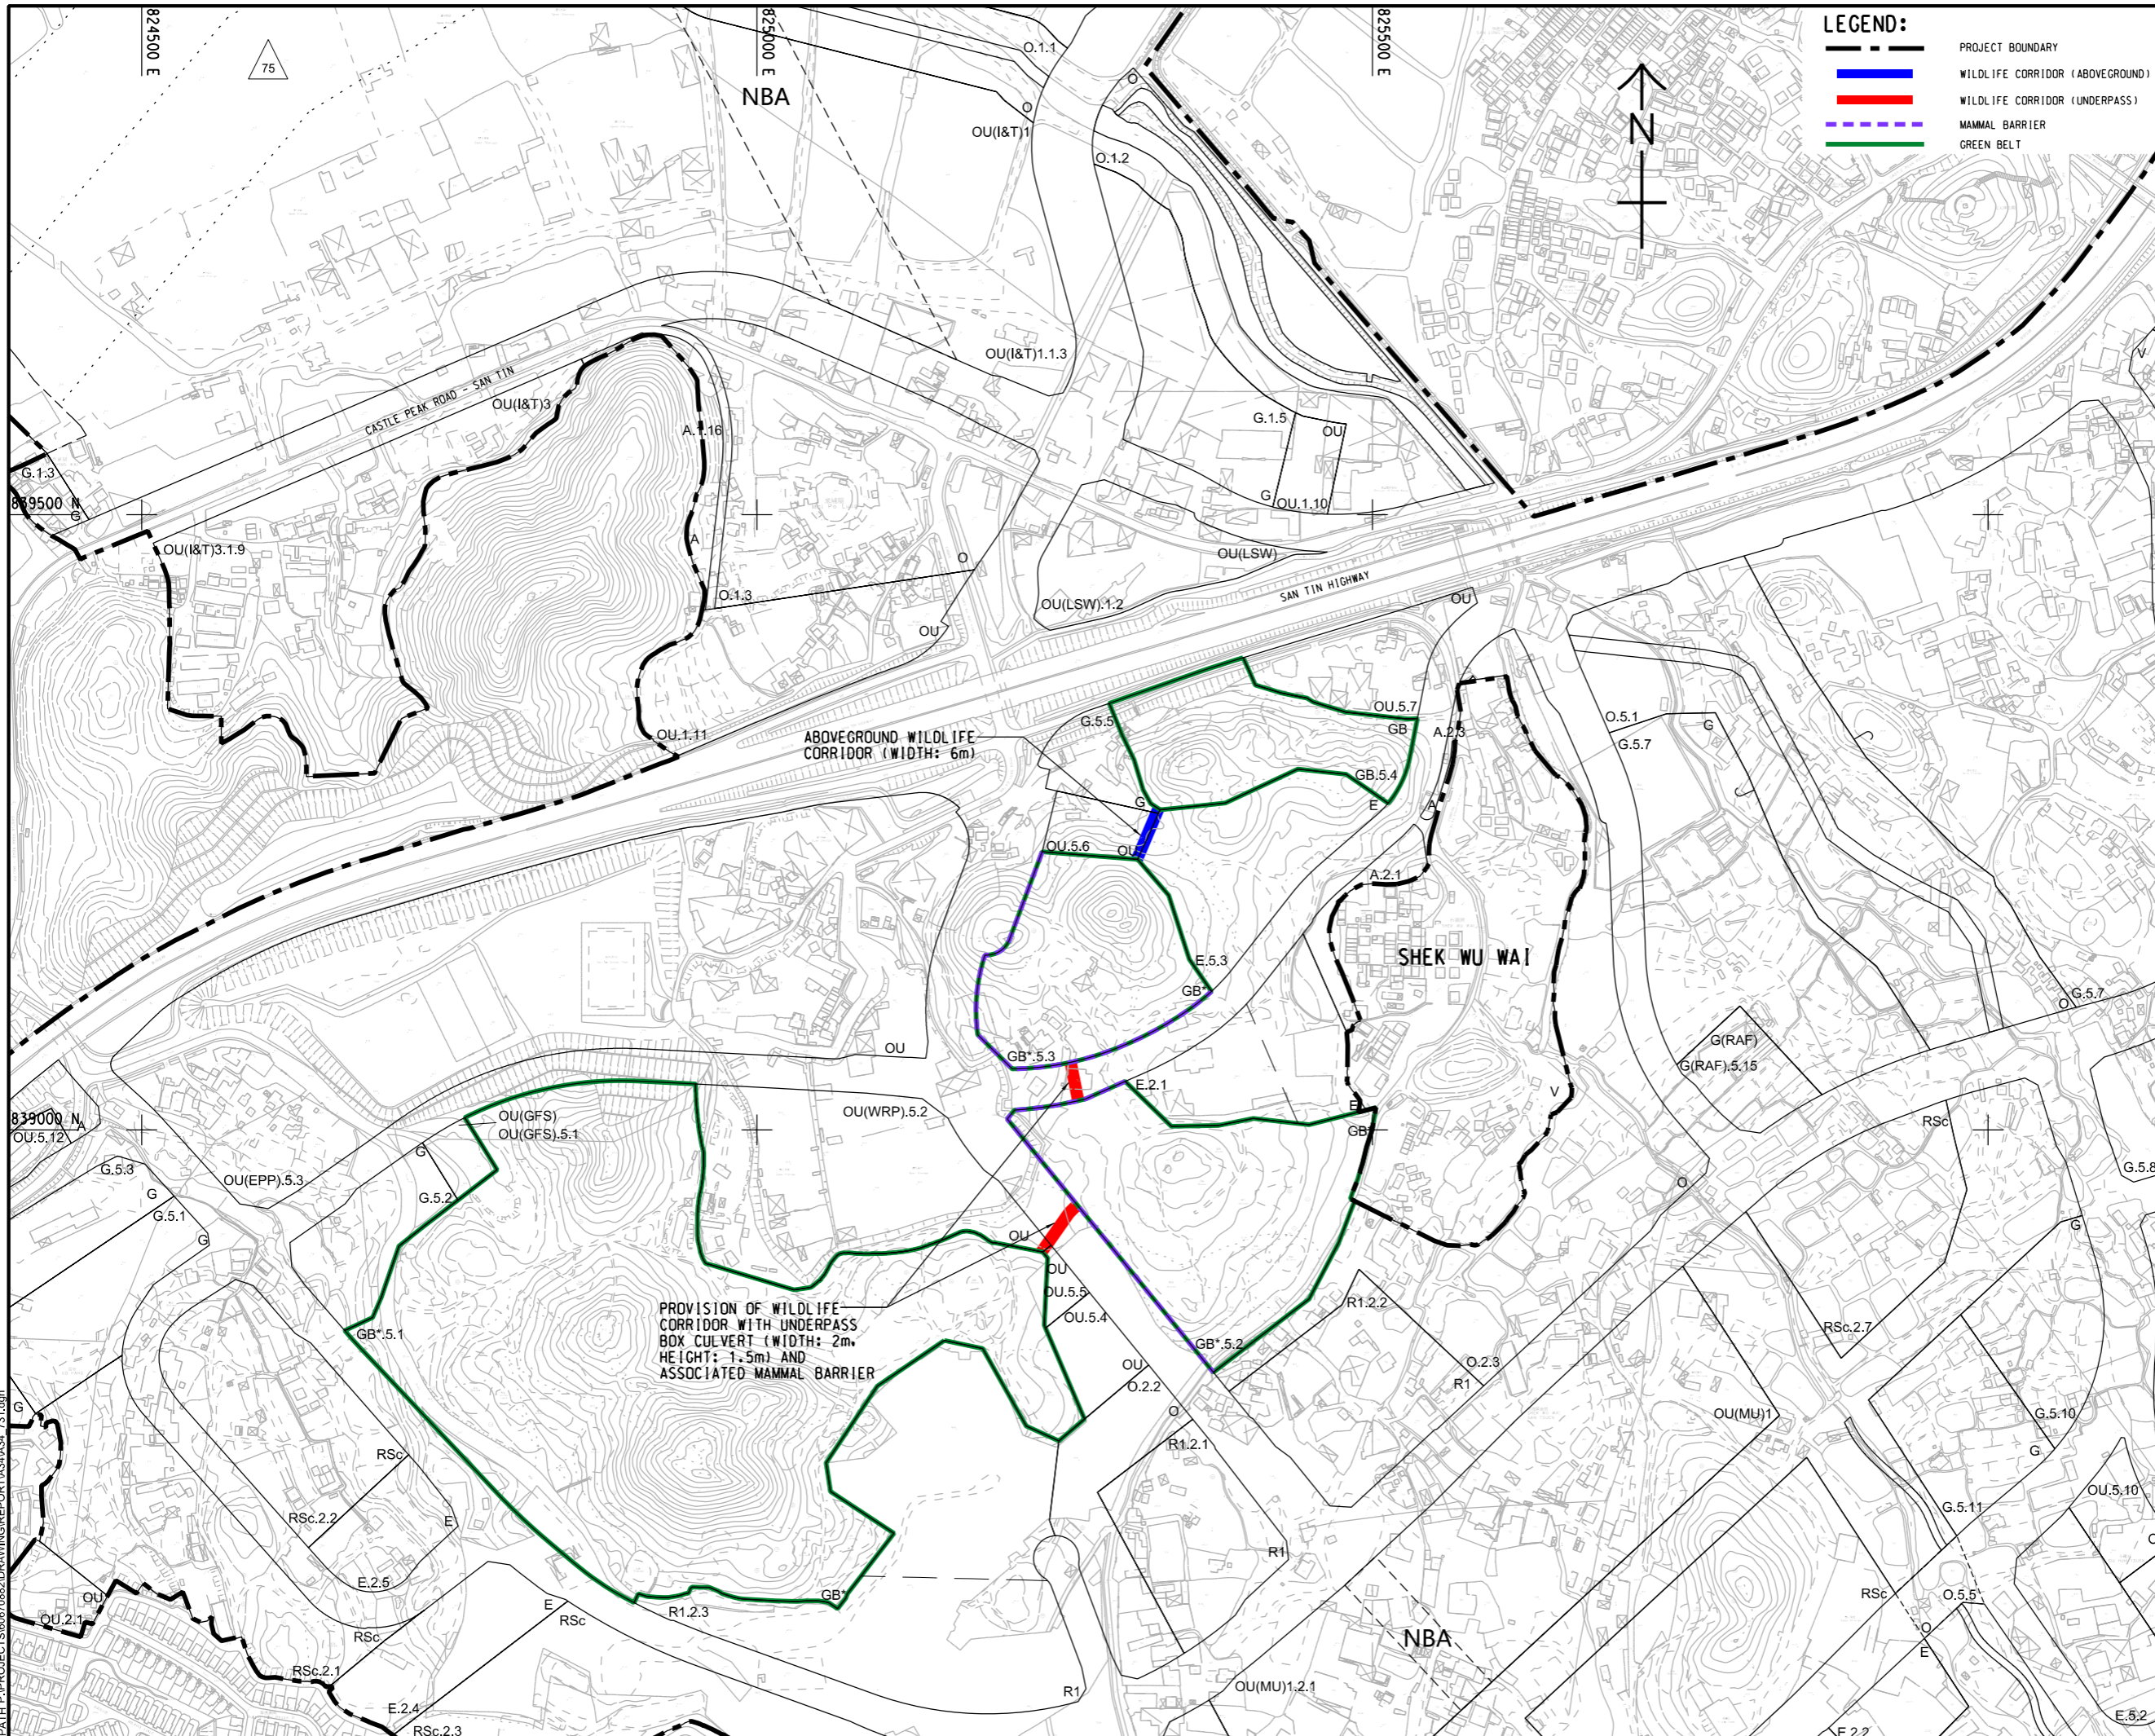 LEGEND:
PROJECT BOUNDARY
WILDLIFE CORRIDOR (ABOVEGROUND)
WILDLIFE CORRIDOR (UNDERPASS)
MAMMAL BARRIER
GREEN BELT
824500 E
825000 E
825500 E
75
NBA
N
O.1.1
O
O
OU(I&T)1
O.1.2
OU(I&T)1.1.3
V
CASTLE PEAK ROAD - SAN TIN
OU(I&T)3
A.1.16
G.1.5
OU
G.1.3
839500 N
G
G
OU.1.10
OU(I&T)3.1.9
A
O
OU(LSW)
O.1.3
SAN TIN HIGHWAY
OU(LSW).1.2
OU
OU
OU.5.7
G.5.5
GB
A.2.3
O.5.1
G
G.5.7
OU.1.11
ABOVEGROUND WILDLIFE
CORRIDOR (WIDTH: 6m)
GB.5.4
G
E
A
OU.5.6
OU
A.2.1
SHEK WU WAI
E.5.3
GB*
G.5.7
O
OU
GB*.5.3
G(RAF)
G(RAF).5.15
E.2.1
V
OU(GFS)
OU(GFS).5.1
OU(WRP).5.2
E
GB*
839000 N
A
OU.5.12
RSc
G.5.3
G
G
G.5.1
OU(EPP).5.3
G.5.2
G.5.8
O
G
OU
G
OU
OU.5.5
OU.5.4
PROVISION OF WILDLIFE
CORRIDOR WITH UNDERPASS
BOX CULVERT (WIDTH: 2m,
HEIGHT: 1.5m) AND
ASSOCIATED MAMMAL BARRIER
R1.2.2
RSc.2.7
GB*.5.1
GB*.5.2
OU
O.2.2
O.2.3
R1
G
O
OU(MU)1
G.5.10
R1.2.1
G
RSc
OU.5.10
RSc.2.2
E
G.5.11
R1
E.2.5
OU
OU.2.1
GB*
R1.2.3
E
RSc
RSc
RSc
O.5.5
O
E
NBA
RSc.2.1
OU(MU)1.2.1
R1
E.2.4
RSc.2.3
E.5.2
E.2.2